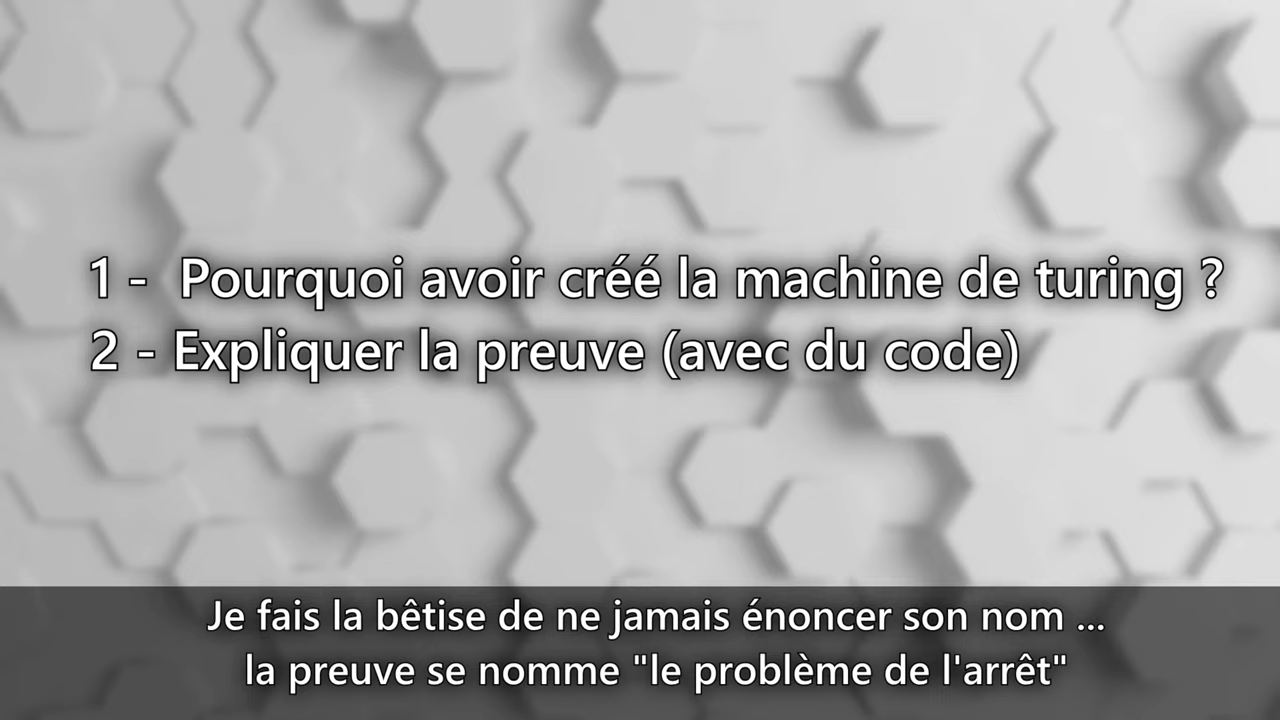 1 - Pourquoi avoir créé la machine de turing ?
2 - Expliquer la preuve (avec du code)
Je fais la bêtise de ne jamais énoncer son nom ...
la preuve se nomme "le problème de l'arrêt"